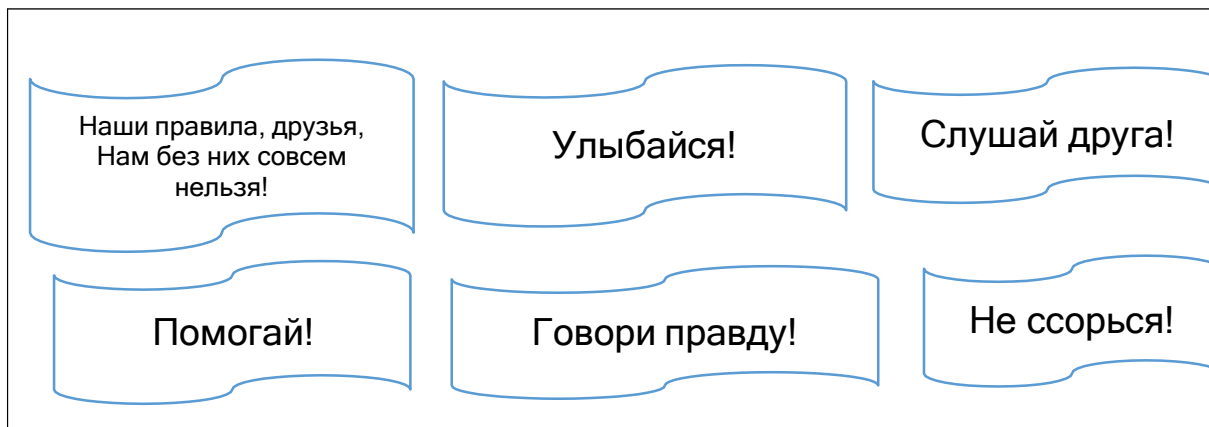 Наши правила, друзья,
Нам без них совсем
нельзя!
Улыбайся!
Слушай друга!
Помогай!
Говори правду!
Не ссорься!